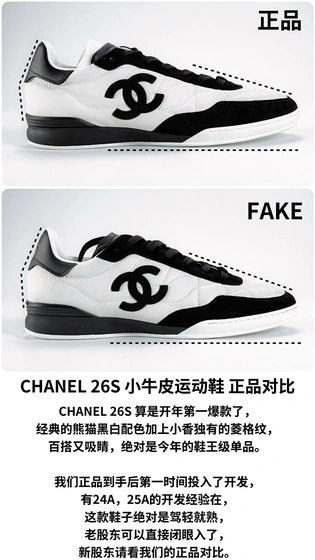 正品
FAKE
CHANEL 26S 小牛皮运动鞋 正品对比
CHANEL 26S 算是开年第一爆款了，
经典的熊猫黑白配色加上小香独有的菱格纹，
百搭又吸睛，绝对是今年的鞋王级单品。
我们正品到手后第一时间投入了开发，
有24A，25A的开发经验在，
这款鞋子绝对是驾轻就熟，
老股东可以直接闭眼入了，
新股东请看我们的正品对比。